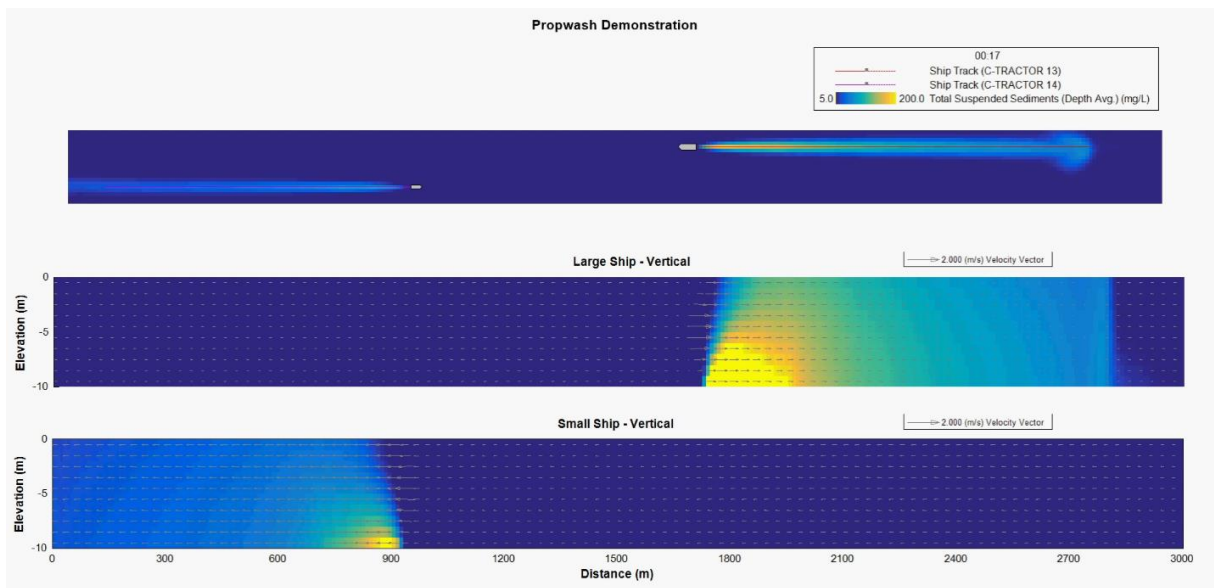 Propwash Demonstration
00:17
Ship Track (C-TRACTOR 13)
Ship Track (C-TRACTOR 14)
5.0 200.0 Total Suspended Sediments (Depth Avg.) (mg/L)
Large Ship - Vertical
2.000 (m/s) Velocity Vector
Elevation (m)
0
-5
-10
Small Ship - Vertical
2.000 (m/s) Velocity Vector
Elevation (m)
0
-5
-10
0 300 600 900 1200 1500 1800 2100 2400 2700 3000
Distance (m)